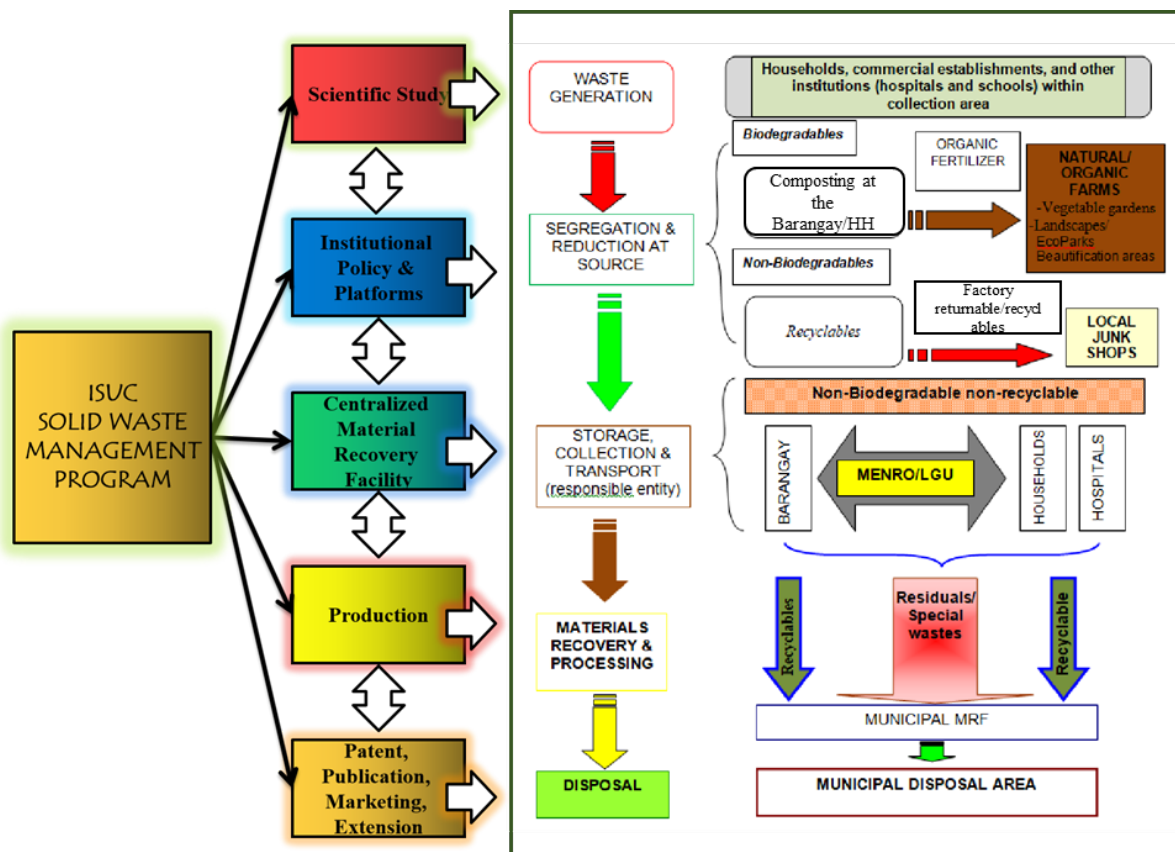 ISUC
SOLID WASTE
MANAGEMENT
PROGRAM
Scientific Study
Institutional
Policy &
Platforms
Centralized
Material
Recovery
Facility
Production
Patent,
Publication,
Marketing,
Extension
WASTE
GENERATION
SEGREGATION &
REDUCTION AT
SOURCE
STORAGE,
COLLECTION &
TRANSPORT
(responsible entity)
MATERIALS
RECOVERY &
PROCESSING
DISPOSAL
Households, commercial establishments, and other
institutions (hospitals and schools) within
collection area
Biodegradables
Composting at
the
Barangay/HH
ORGANIC
FERTILIZER
NATURAL/
ORGANIC
FARMS
-Vegetable gardens
-Landscapes/
EcoParks
Beautification areas
Non-Biodegradables
Recyclables
Factory
returnable/recycl
ables
LOCAL
JUNK
SHOPS
Non-Biodegradable non-recyclable
BARANGAY
MENRO/LGU
HOUSEHOLDS
HOSPITALS
Recyclables
Residuals/
Special
wastes
Recyclable
MUNICIPAL MRF
MUNICIPAL DISPOSAL AREA